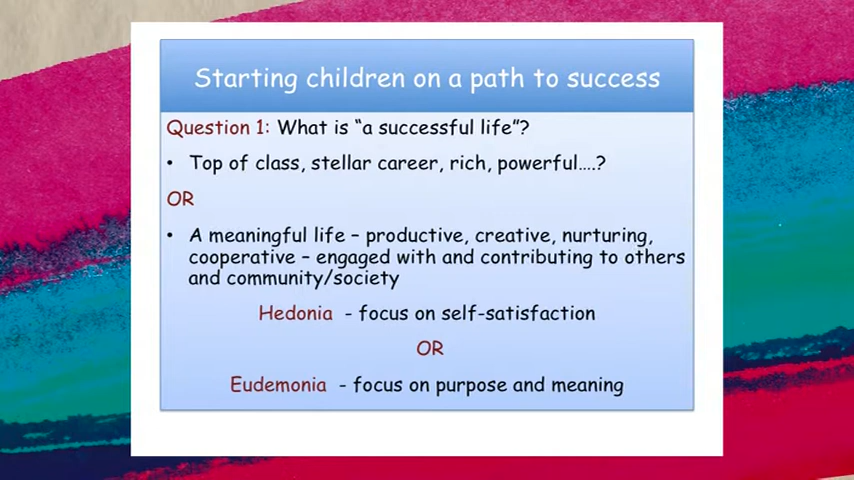 Starting children on a path to success
Question 1: What is “a successful life”?
• Top of class, stellar career, rich, powerful....?
OR
• A meaningful life – productive, creative, nurturing,
cooperative – engaged with and contributing to others
and community/society
Hedonia - focus on self-satisfaction
OR
Eudemonia - focus on purpose and meaning